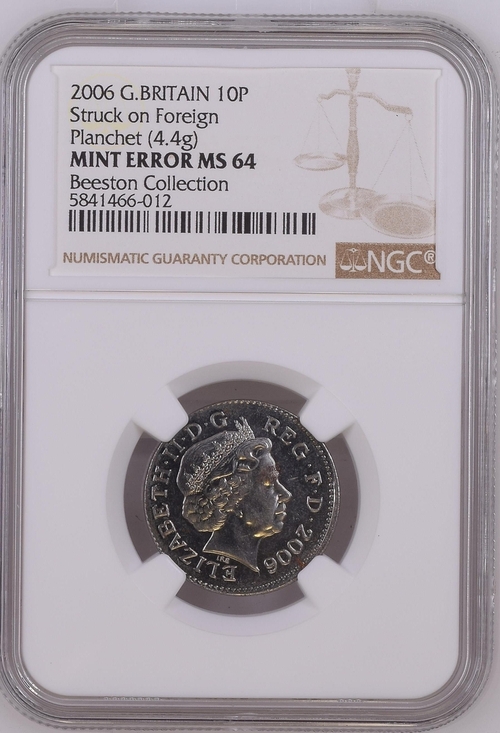 2006 G.BRITAIN 10P
Struck on Foreign
Planchet (4.4g)
MINT ERROR MS 64
Beeston Collection
5841466-012
NUMISMATIC GUARANTY CORPORATION
NGC®
ELIZABETH·II·D·G REG·F·D·2006
IRB